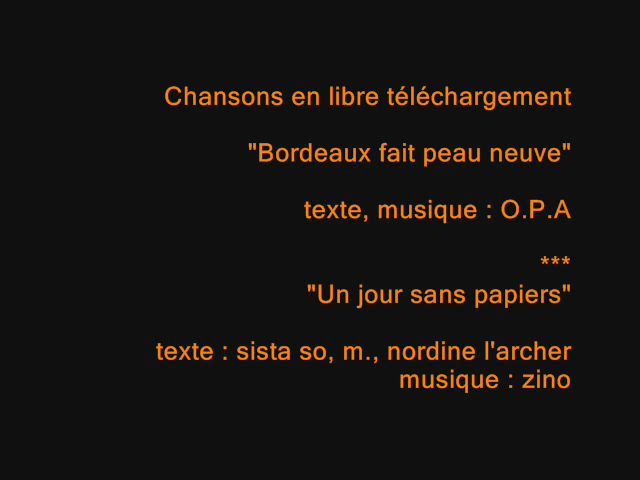 Chansons en libre téléchargement
"Bordeaux fait peau neuve"
texte, musique : O.P.A
***
"Un jour sans papiers"
texte : sista so, m., nordine l'archer
musique : zino